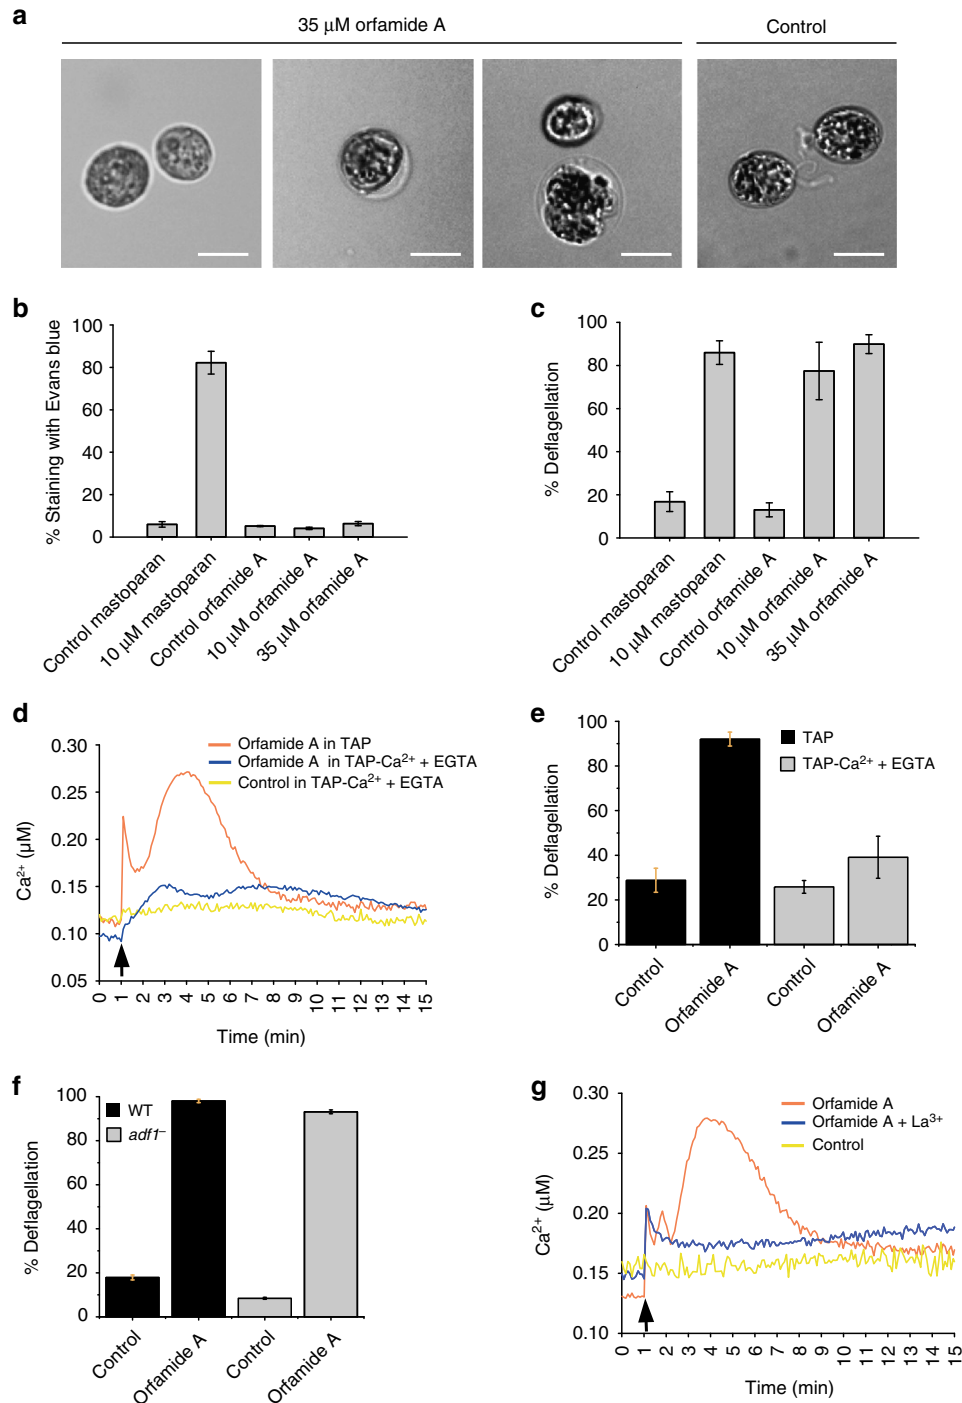 a
35 μM orfamide A
Control
b
% Staining with Evans blue
100
80
60
40
20
0
Control mastoparan
10 μM mastoparan
Control orfamide A
10 μM orfamide A
35 μM orfamide A
c
% Deflagellation
100
80
60
40
20
0
Control mastoparan
10 μM mastoparan
Control orfamide A
10 μM orfamide A
35 μM orfamide A
d
Ca²⁺ (μM)
0.30
0.25
0.20
0.15
0.10
0.05
Orfamide A in TAP
Orfamide A in TAP-Ca²⁺ + EGTA
Control in TAP-Ca²⁺ + EGTA
0 1 2 3 4 5 6 7 8 9 10 11 12 13 14 15
Time (min)
e
% Deflagellation
100
80
60
40
20
0
TAP
TAP-Ca²⁺ + EGTA
Control
Orfamide A
Control
Orfamide A
f
% Deflagellation
100
80
60
40
20
0
WT
adf1⁻
Control
Orfamide A
Control
Orfamide A
g
Ca²⁺ (μM)
0.30
0.25
0.20
0.15
0.10
Orfamide A
Orfamide A + La³⁺
Control
0 1 2 3 4 5 6 7 8 9 10 11 12 13 14 15
Time (min)